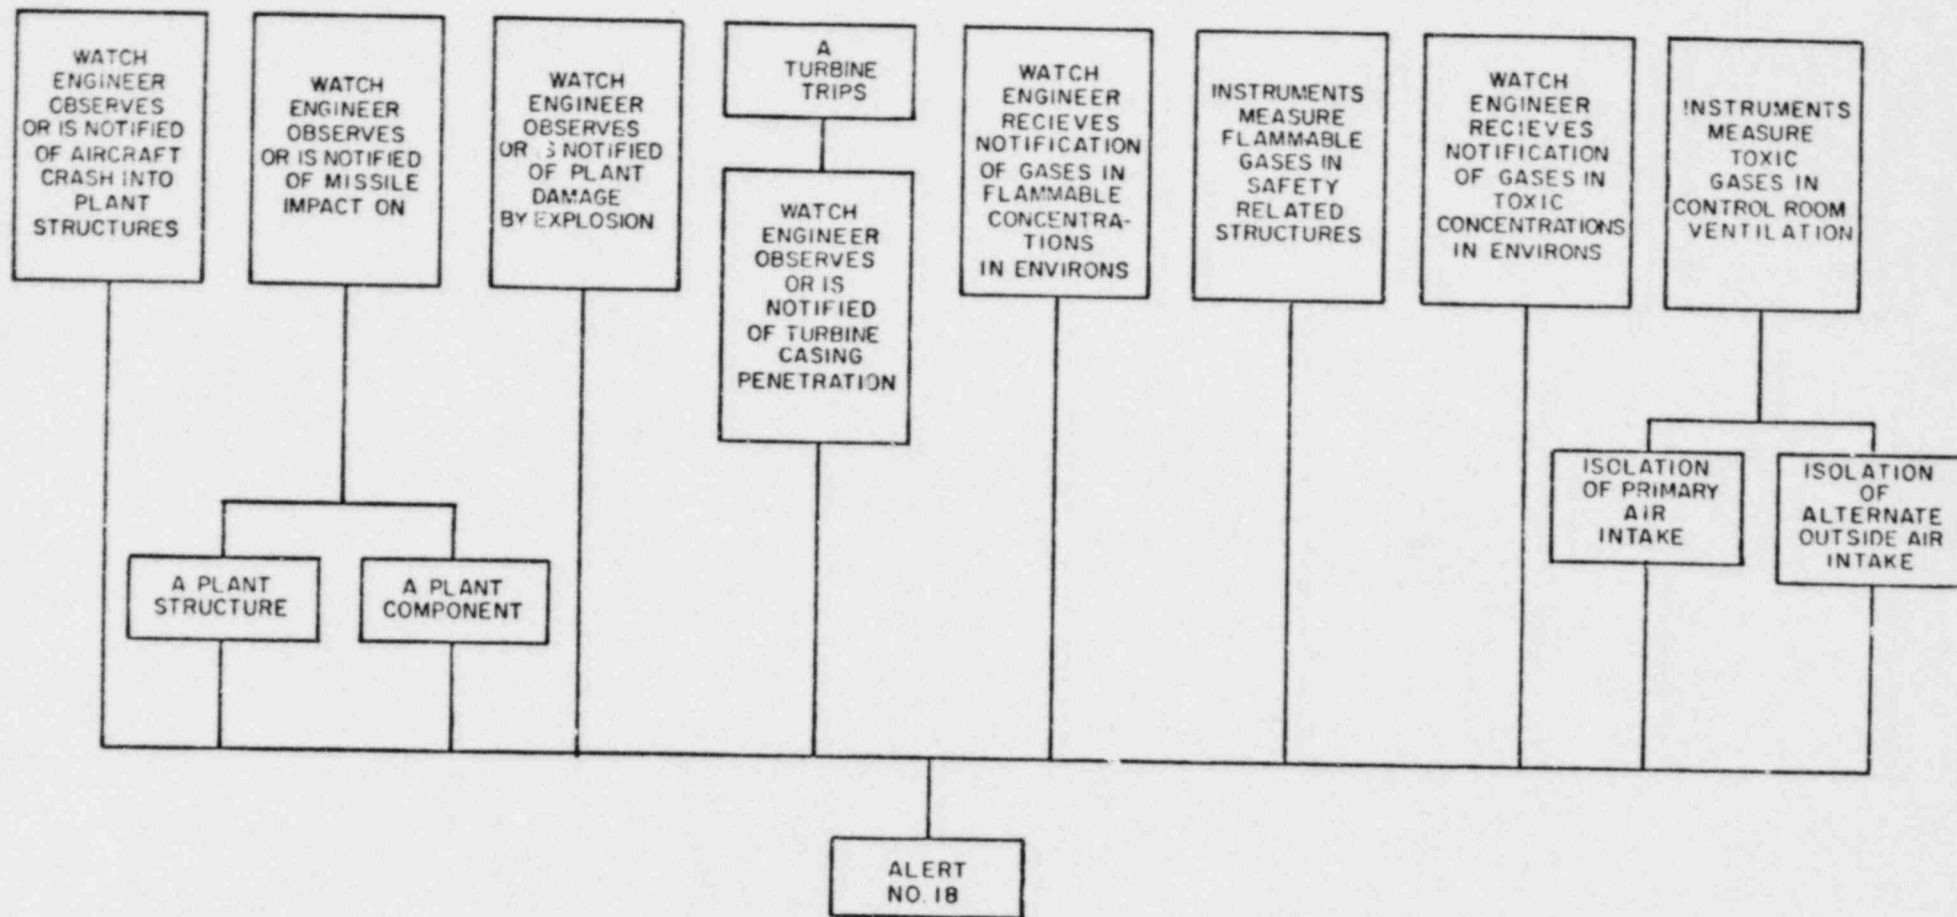 WATCH
ENGINEER
OBSERVES
OR IS NOTIFIED
OF AIRCRAFT
CRASH INTO
PLANT
STRUCTURES
WATCH
ENGINEER
OBSERVES
OR IS NOTIFIED
OF MISSILE
IMPACT ON
WATCH
ENGINEER
OBSERVES
OR IS NOTIFIED
OF PLANT
DAMAGE
BY EXPLOSION
A
TURBINE
TRIPS
WATCH
ENGINEER
OBSERVES
OR IS
NOTIFIED
OF TURBINE
CASING
PENETRATION
WATCH
ENGINEER
RECIEVES
NOTIFICATION
OF GASES IN
FLAMMABLE
CONCENTRA-
TIONS
IN ENVIRONS
INSTRUMENTS
MEASURE
FLAMMABLE
GASES IN
SAFETY
RELATED
STRUCTURES
WATCH
ENGINEER
RECIEVES
NOTIFICATION
OF GASES IN
TOXIC
CONCENTRATIONS
IN ENVIRONS
INSTRUMENTS
MEASURE
TOXIC
GASES IN
CONTROL ROOM
VENTILATION
A PLANT
STRUCTURE
A PLANT
COMPONENT
ISOLATION
OF PRIMARY
AIR
INTAKE
ISOLATION
OF
ALTERNATE
OUTSIDE AIR
INTAKE
ALERT
NO. 18